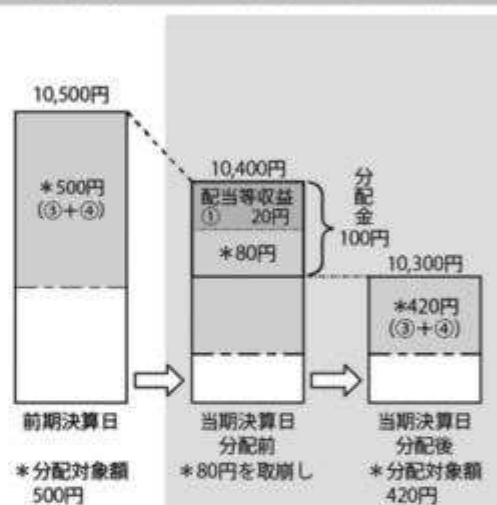 10,500円
*500円
(③+④)
10,400円
配当等収益
① 20円
*80円
分配金
100円
10,300円
*420円
(③+④)
前期決算日
*分配対象額
500円
当期決算日
分配前
*80円を取崩し
当期決算日
分配後
*分配対象額
420円